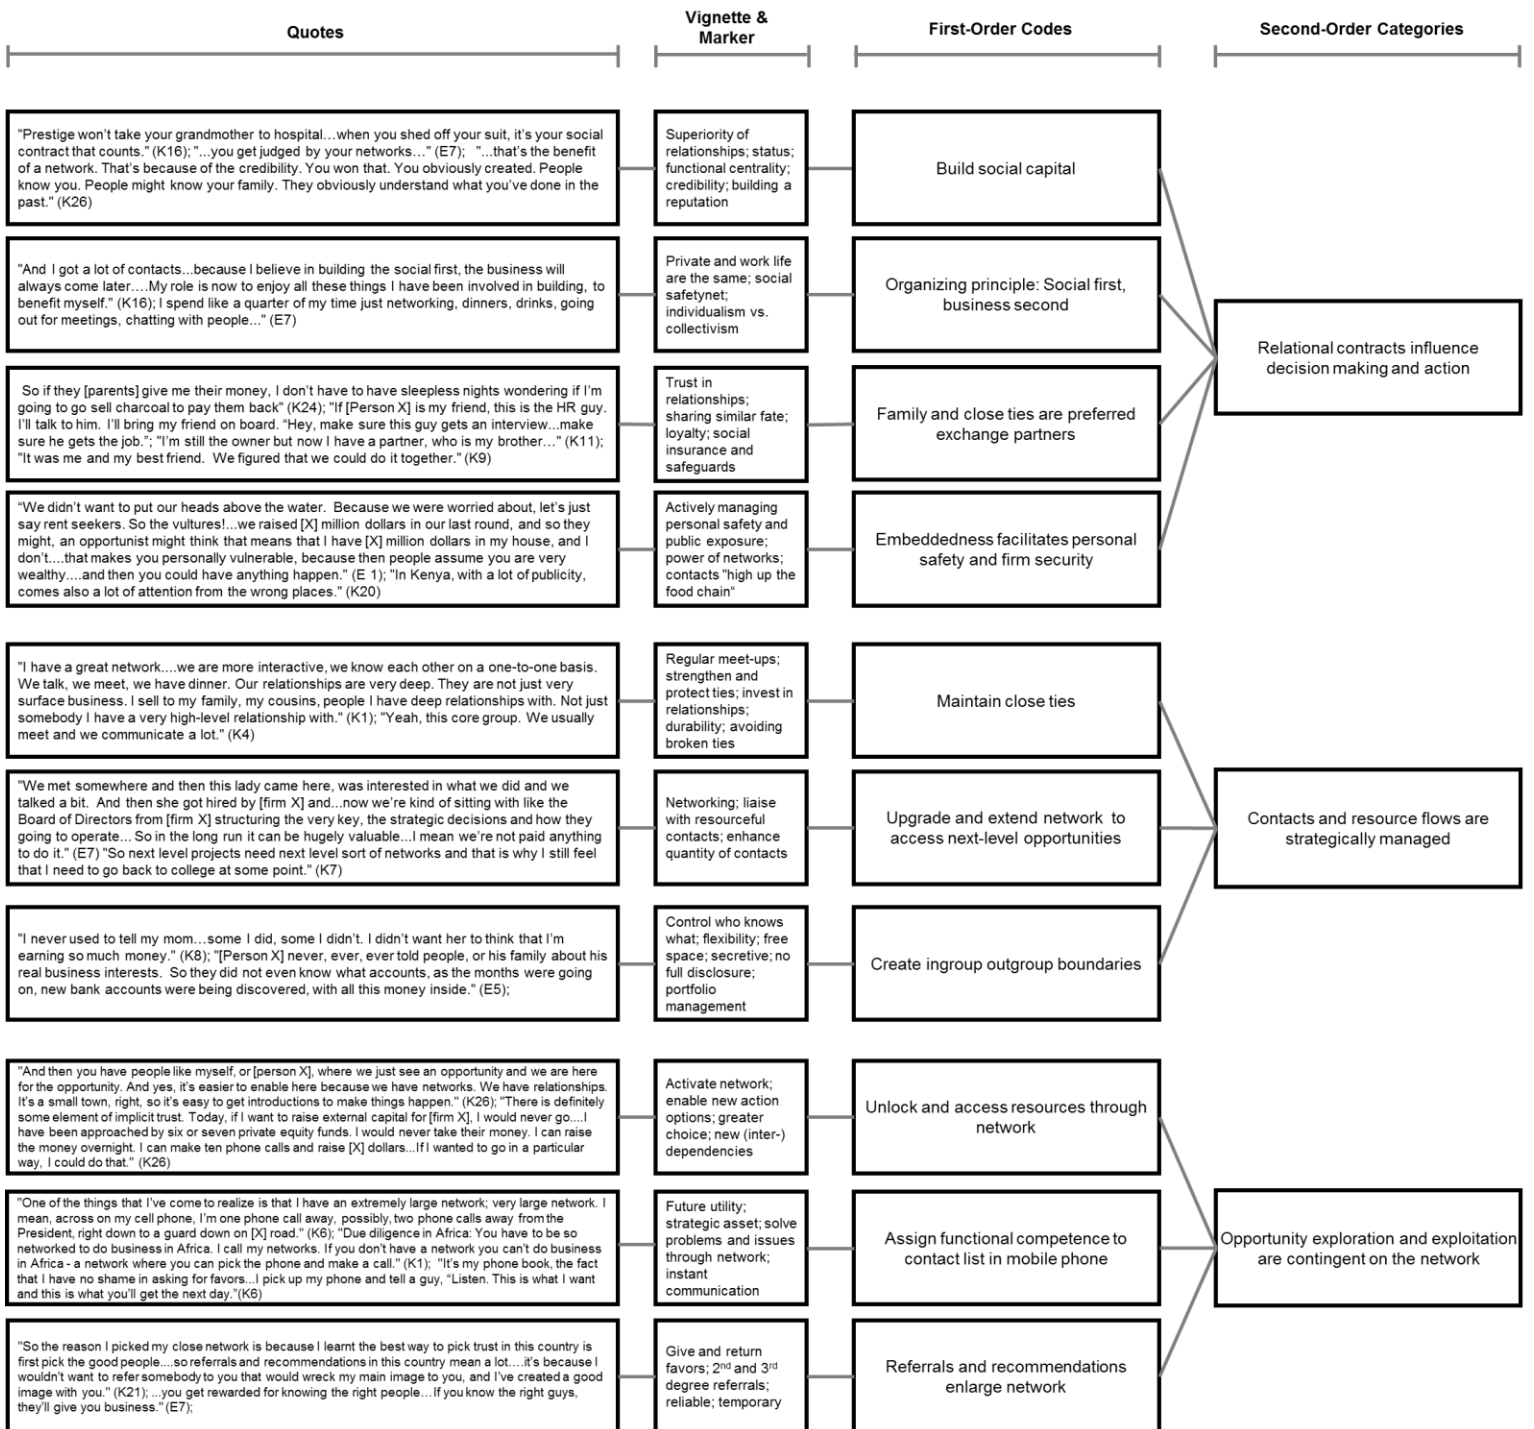 Quotes
Vignette &
Marker
First-Order Codes
Second-Order Categories
"Prestige won't take your grandmother to hospital…when you shed off your suit, it's your social
contract that counts." (K16); "...you get judged by your networks…" (E7);   "...that's the benefit
of a network. That's because of the credibility. You won that. You obviously created. People
know you. People might know your family. They obviously understand what you've done in the
past." (K26)
Superiority of
relationships; status;
functional centrality;
credibility; building a
reputation
Build social capital
"And I got a lot of contacts...because I believe in building the social first, the business will
always come later….My role is now to enjoy all these things I have been involved in building, to
benefit myself." (K16); I spend like a quarter of my time just networking, dinners, drinks, going
out for meetings, chatting with people..." (E7)
Private and work life
are the same; social
safetynet;
individualism vs.
collectivism
Organizing principle: Social first,
business second
So if they [parents] give me their money, I don't have to have sleepless nights wondering if I'm
going to go sell charcoal to pay them back" (K24); "If [Person X] is my friend, this is the HR guy.
I'll talk to him. I'll bring my friend on board. “Hey, make sure this guy gets an interview...make
sure he gets the job.”; "I'm still the owner but now I have a partner, who is my brother…" (K11);
"It was me and my best friend.  We figured that we could do it together." (K9)
Trust in
relationships;
sharing similar fate;
loyalty; social
insurance and
safeguards
Family and close ties are preferred
exchange partners
“We didn't want to put our heads above the water.  Because we were worried about, let's just
say rent seekers. So the vultures!...we raised [X] million dollars in our last round, and so they
might, an opportunist might think that means that I have [X] million dollars in my house, and I
don't....that makes you personally vulnerable, because then people assume you are very
wealthy....and then you could have anything happen." (E 1); "In Kenya, with a lot of publicity,
comes also a lot of attention from the wrong places." (K20)
Actively managing
personal safety and
public exposure;
power of networks;
contacts "high up the
food chain“
Embeddedness facilitates personal
safety and firm security
Relational contracts influence
decision making and action
"I have a great network....we are more interactive, we know each other on a one-to-one basis.
We talk, we meet, we have dinner. Our relationships are very deep. They are not just very
surface business. I sell to my family, my cousins, people I have deep relationships with. Not just
somebody I have a very high-level relationship with." (K1); "Yeah, this core group. We usually
meet and we communicate a lot." (K4)
Regular meet-ups;
strengthen and
protect ties; invest in
relationships;
durability; avoiding
broken ties
Maintain close ties
"We met somewhere and then this lady came here, was interested in what we did and we
talked a bit.  And then she got hired by [firm X] and...now we're kind of sitting with like the
Board of Directors from [firm X] structuring the very key, the strategic decisions and how they
going to operate… So in the long run it can be hugely valuable...I mean we're not paid anything
to do it." (E7) "So next level projects need next level sort of networks and that is why I still feel
that I need to go back to college at some point." (K7)
Networking; liaise
with resourceful
contacts; enhance
quantity of contacts
Upgrade and extend network to
access next-level opportunities
"I never used to tell my mom…some I did, some I didn't. I didn't want her to think that I'm
earning so much money." (K8); "[Person X] never, ever, ever told people, or his family about his
real business interests.  So they did not even know what accounts, as the months were going
on, new bank accounts were being discovered, with all this money inside." (E5);
Control who knows
what; flexibility; free
space; secretive; no
full disclosure;
portfolio
management
Create ingroup outgroup boundaries
Contacts and resource flows are
strategically managed
"And then you have people like myself, or [person X], where we just see an opportunity and we are here
for the opportunity. And yes, it's easier to enable here because we have networks. We have relationships.
It's a small town, right, so it's easy to get introductions to make things happen." (K26); "There is definitely
some element of implicit trust. Today, if I want to raise external capital for [firm X], I would never go....I
have been approached by six or seven private equity funds. I would never take their money. I can raise
the money overnight. I can make ten phone calls and raise [X] dollars...If I wanted to go in a particular
way, I could do that." (K26)
Activate network;
enable new action
options; greater
choice; new (inter-)
dependencies
Unlock and access resources through
network
"One of the things that I've come to realize is that I have an extremely large network; very large network. I
mean, across on my cell phone, I'm one phone call away, possibly, two phone calls away from the
President, right down to a guard down on [X] road." (K6); "Due diligence in Africa: You have to be so
networked to do business in Africa. I call my networks. If you don't have a network you can't do business
in Africa - a network where you can pick the phone and make a call." (K1);  "It's my phone book, the fact
that I have no shame in asking for favors...I pick up my phone and tell a guy, “Listen. This is what I want
and this is what you'll get the next day.”(K6)
Future utility;
strategic asset; solve
problems and issues
through network;
instant
communication
Assign functional competence to
contact list in mobile phone
"So the reason I picked my close network is because I learnt the best way to pick trust in this country is
first pick the good people....so referrals and recommendations in this country mean a lot….it's because I
wouldn't want to refer somebody to you that would wreck my main image to you, and I've created a good
image with you." (K21); ...you get rewarded for knowing the right people…If you know the right guys,
they'll give you business." (E7);
Give and return
favors; 2nd and 3rd
degree referrals;
reliable; temporary
Referrals and recommendations
enlarge network
Opportunity exploration and exploitation
are contingent on the network